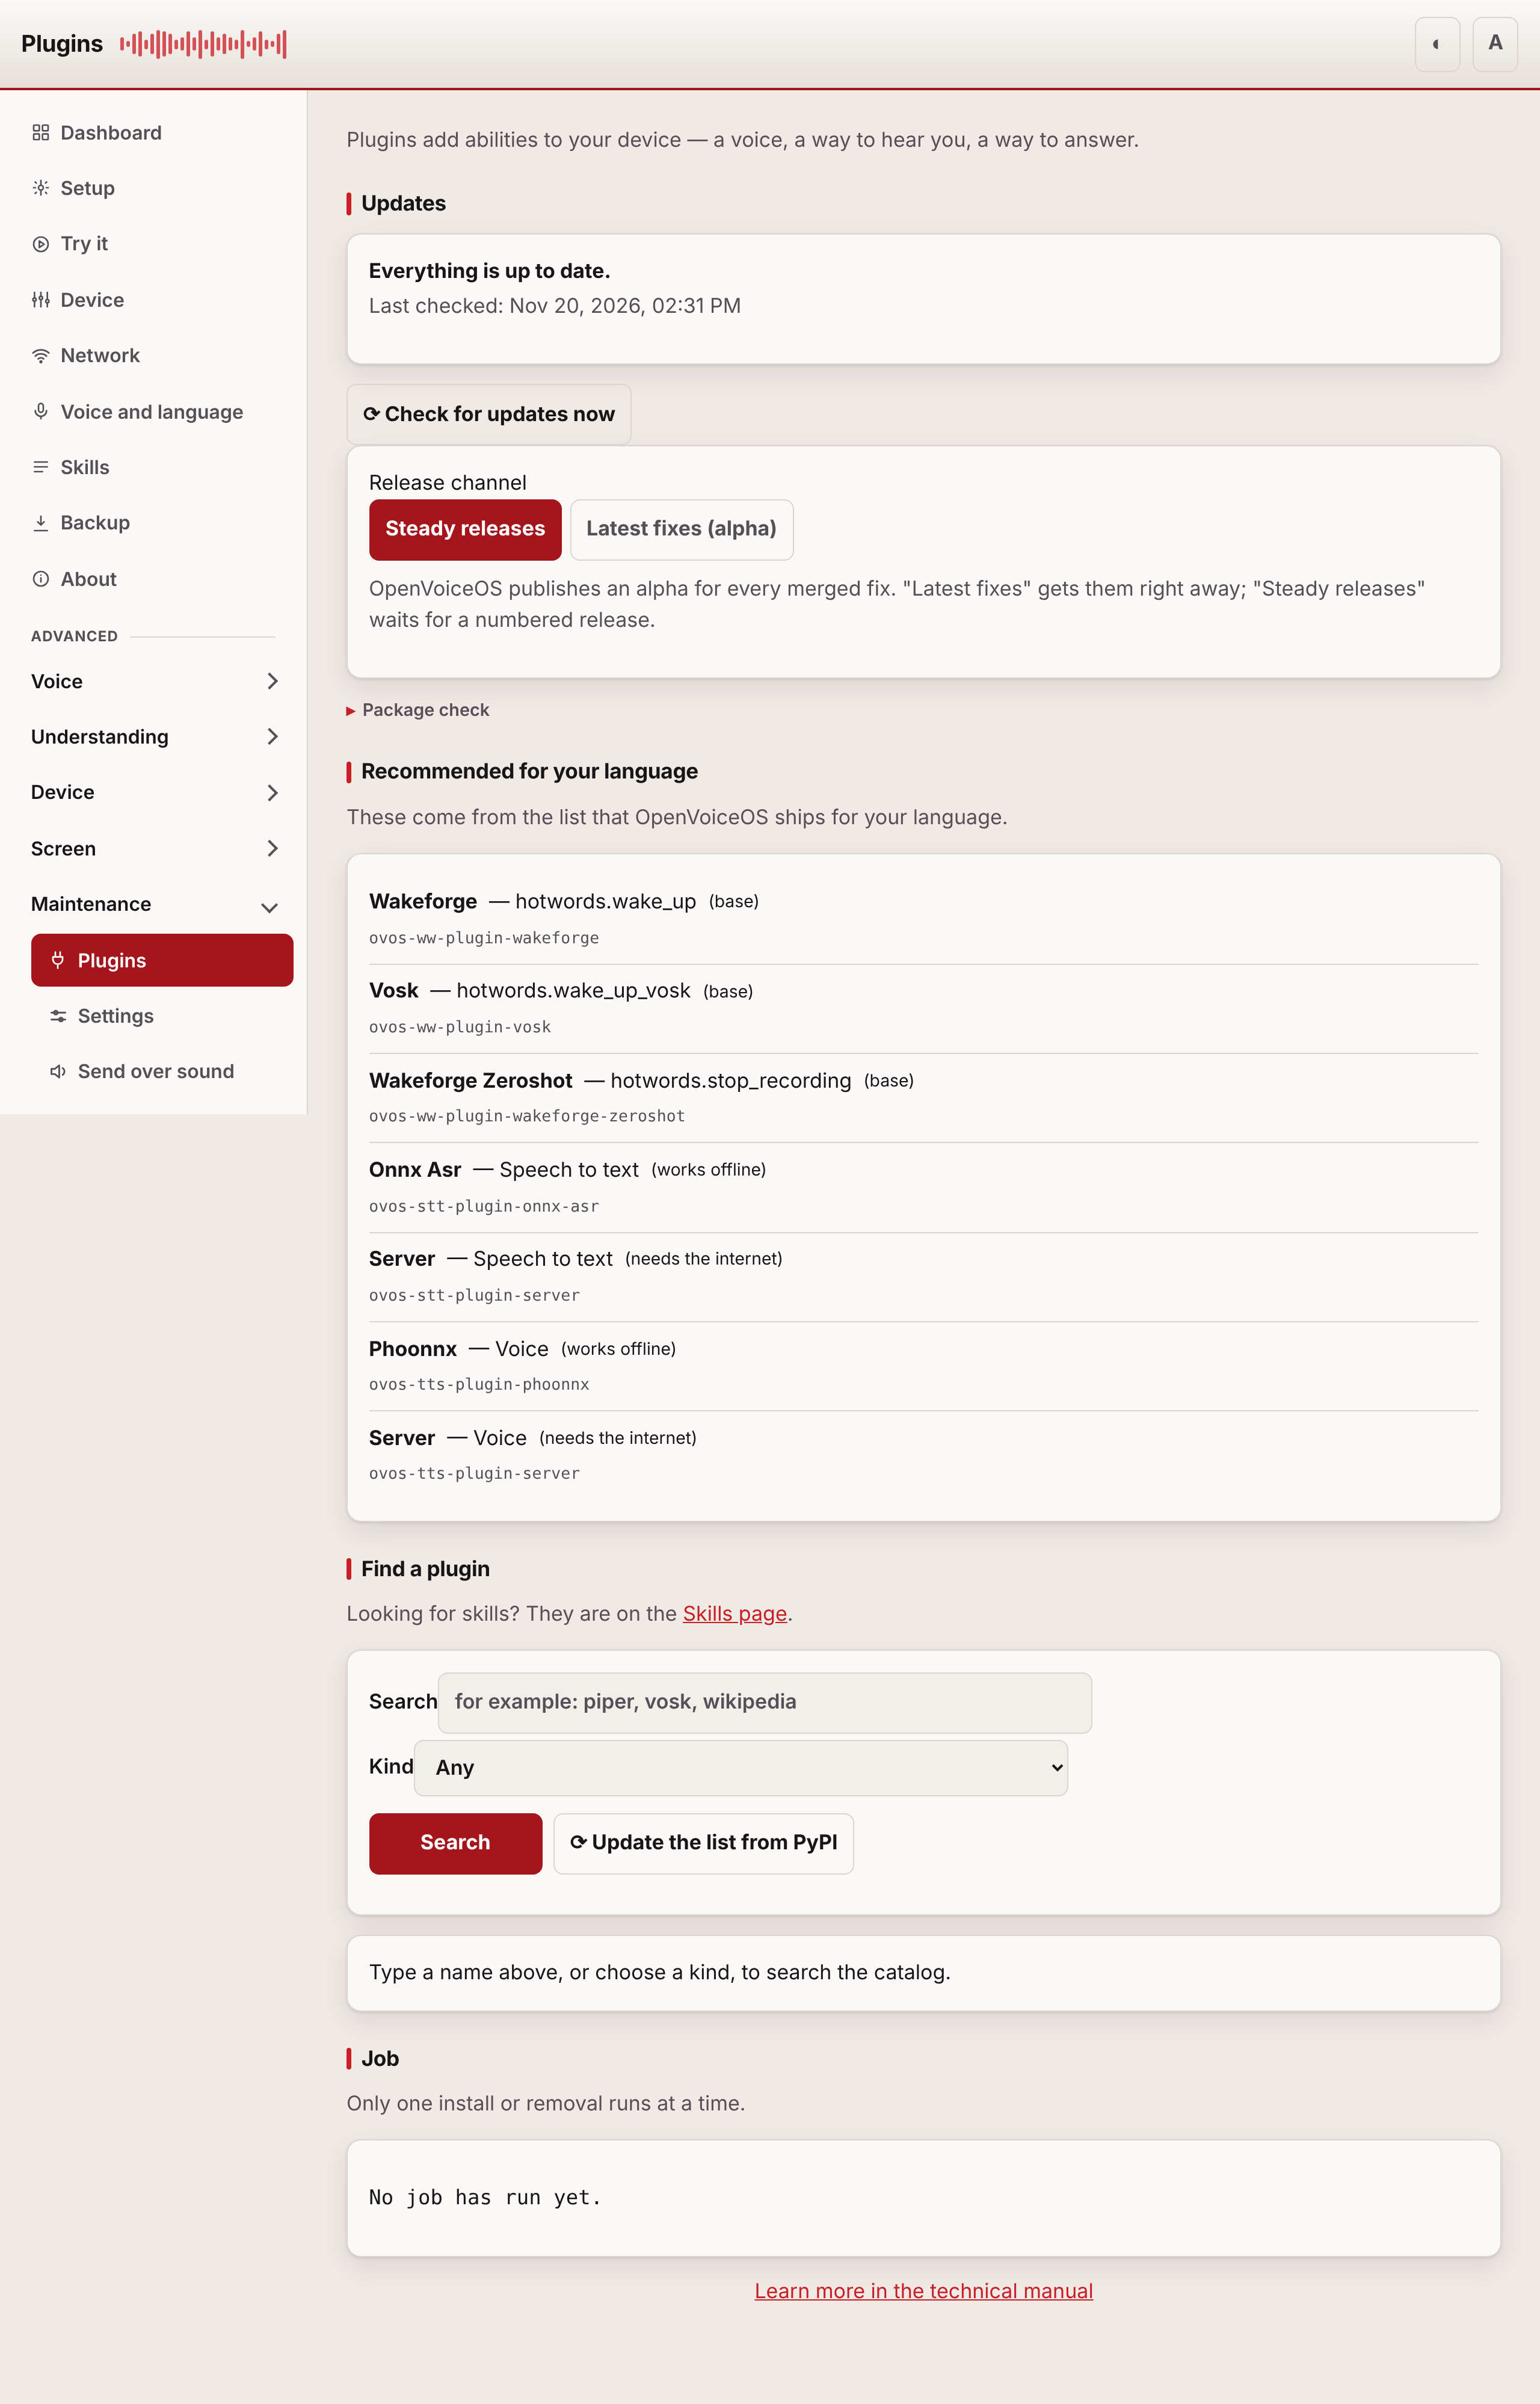 Plugins
A
Dashboard
Setup
Try it
Device
Network
Voice and language
Skills
Backup
About
ADVANCED
Voice
Understanding
Device
Screen
Maintenance
Plugins
Settings
Send over sound
Plugins add abilities to your device — a voice, a way to hear you, a way to answer.
Updates
Everything is up to date.
Last checked: Nov 20, 2026, 02:31 PM
⟳ Check for updates now
Release channel
Steady releases
Latest fixes (alpha)
OpenVoiceOS publishes an alpha for every merged fix. "Latest fixes" gets them right away; "Steady releases"
waits for a numbered release.
▸ Package check
Recommended for your language
These come from the list that OpenVoiceOS ships for your language.
Wakeforge — hotwords.wake_up (base)
ovos-ww-plugin-wakeforge
Vosk — hotwords.wake_up_vosk (base)
ovos-ww-plugin-vosk
Wakeforge Zeroshot — hotwords.stop_recording (base)
ovos-ww-plugin-wakeforge-zeroshot
Onnx Asr — Speech to text (works offline)
ovos-stt-plugin-onnx-asr
Server — Speech to text (needs the internet)
ovos-stt-plugin-server
Phoonnx — Voice (works offline)
ovos-tts-plugin-phoonnx
Server — Voice (needs the internet)
ovos-tts-plugin-server
Find a plugin
Looking for skills? They are on the Skills page.
Search for example: piper, vosk, wikipedia
Kind Any
Search
⟳ Update the list from PyPI
Type a name above, or choose a kind, to search the catalog.
Job
Only one install or removal runs at a time.
No job has run yet.
Learn more in the technical manual